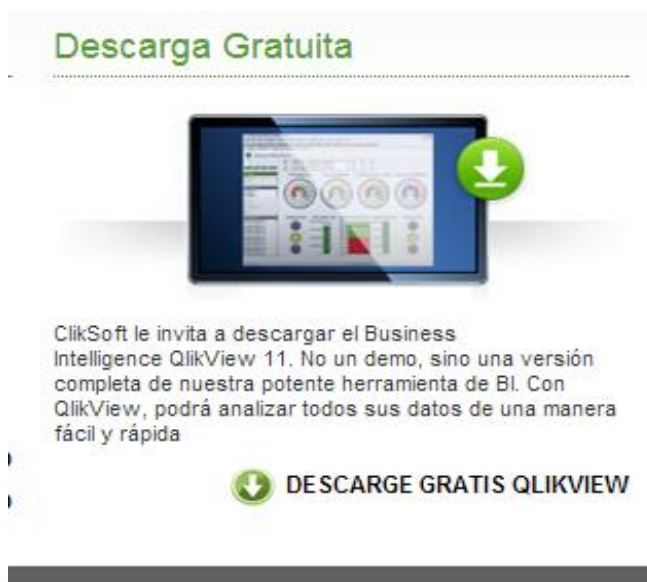 Descarga Gratuita
ClikSoft le invita a descargar el Business
Intelligence QlikView 11. No un demo, sino una versión
completa de nuestra potente herramienta de BI. Con
QlikView, podrá analizar todos sus datos de una manera
fácil y rápida
DESCARGE GRATIS QLIKVIEW